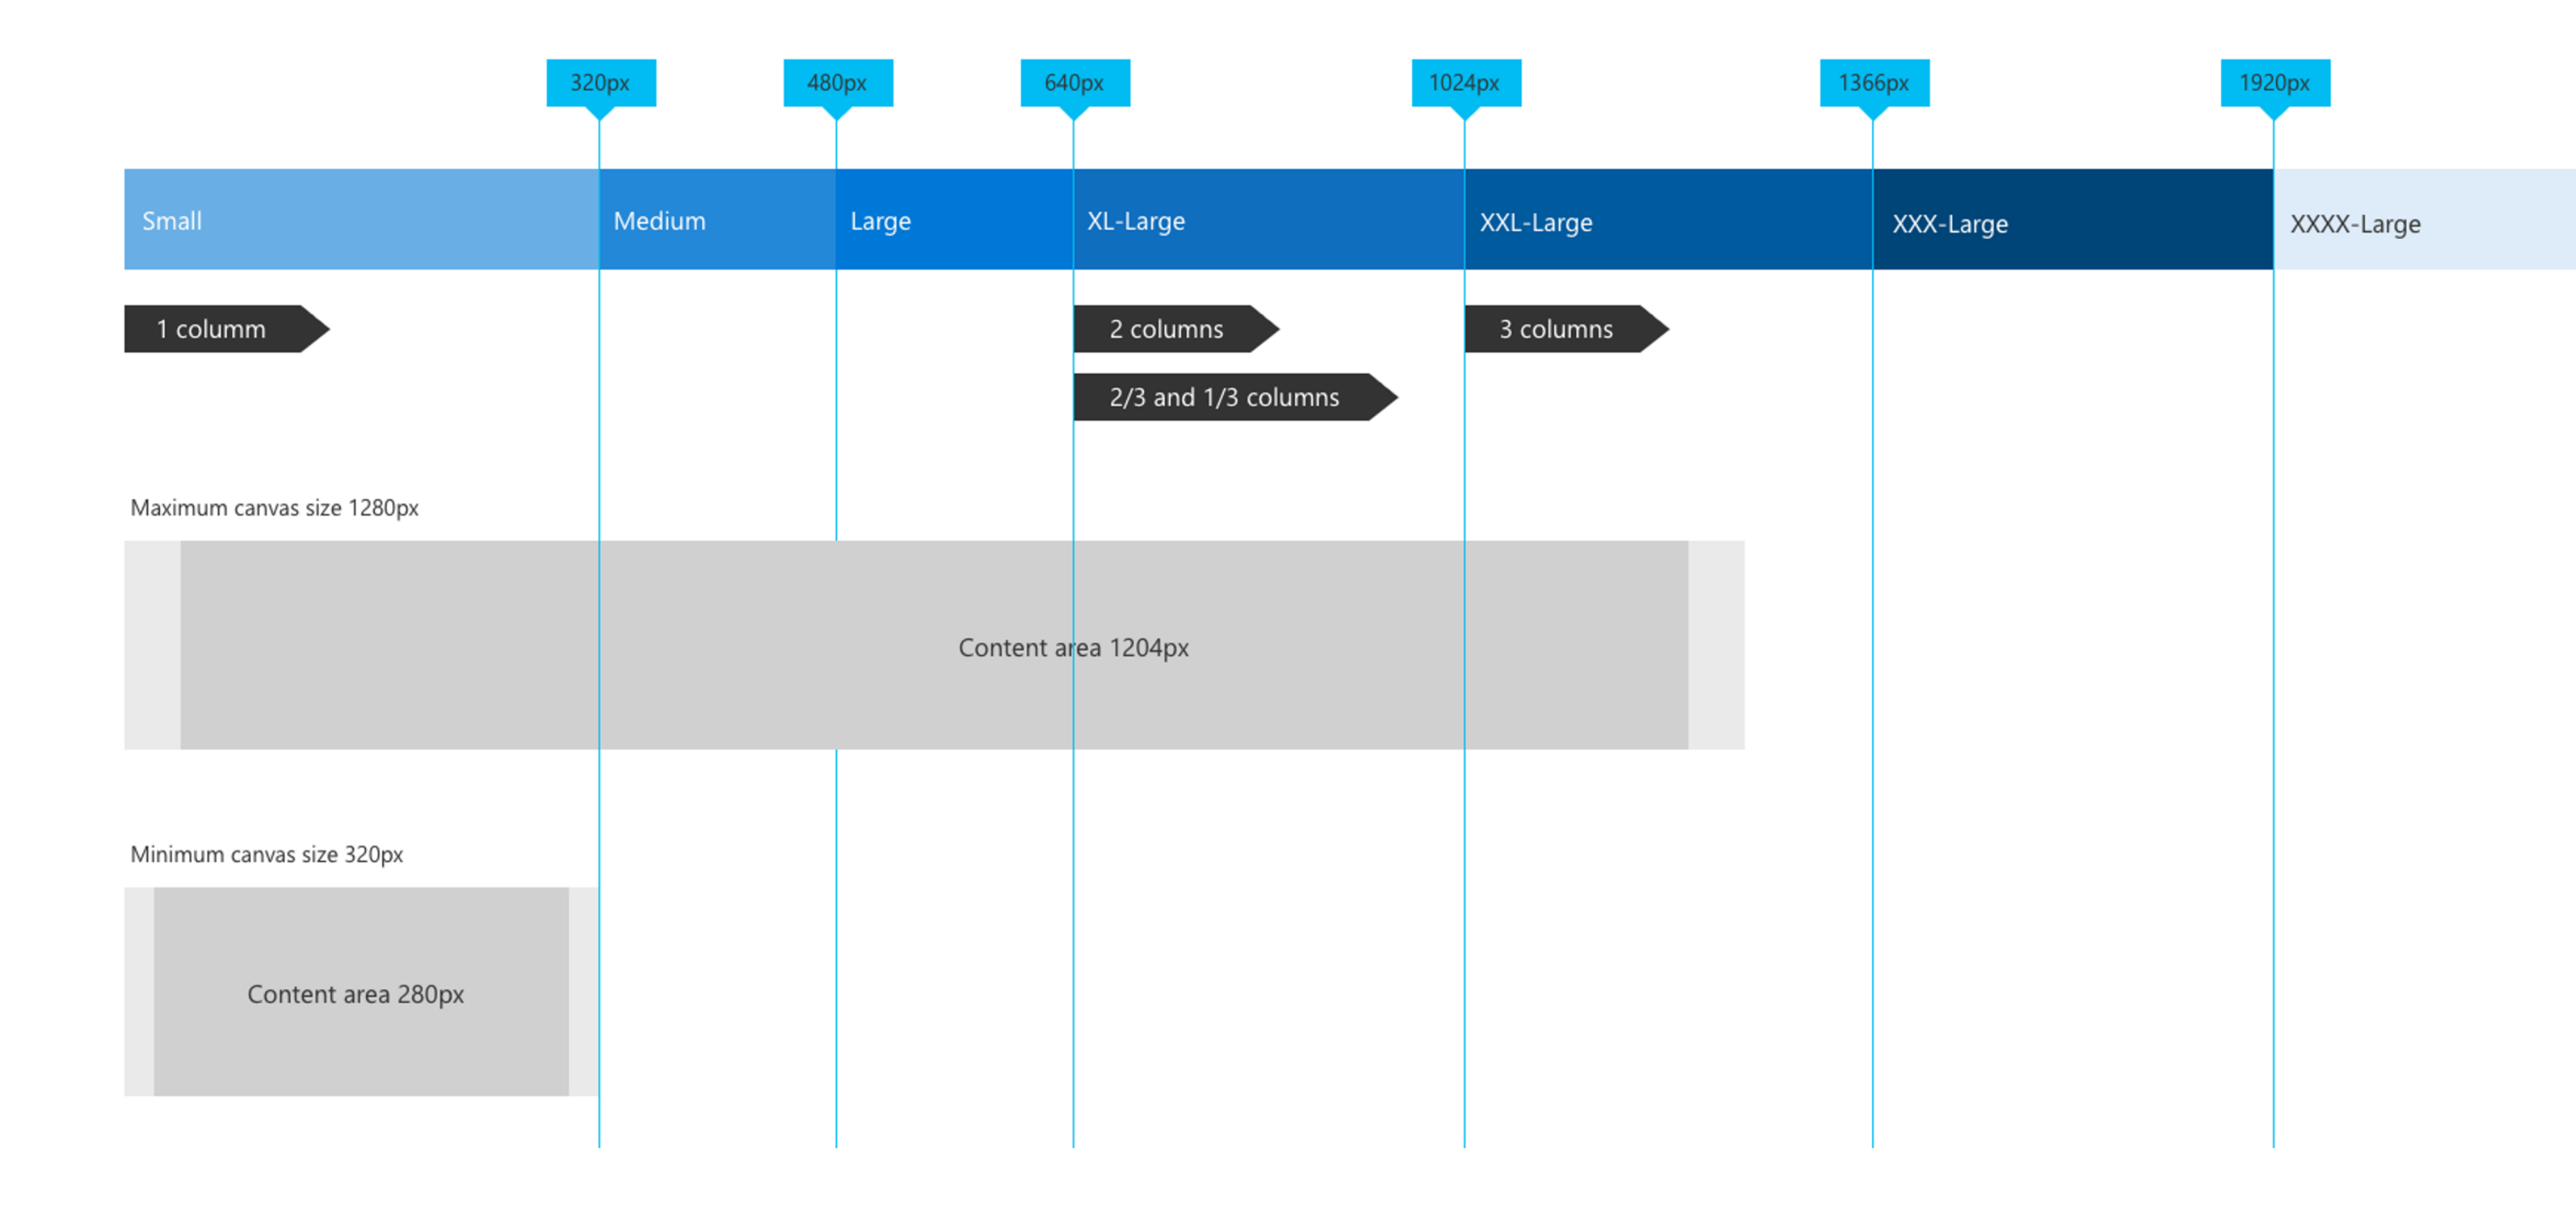 320px
480px
640px
1024px
1366px
1920px
Small
Medium
Large
XL-Large
XXL-Large
XXX-Large
XXXX-Large
1 columm
2 columns
3 columns
2/3 and 1/3 columns
Maximum canvas size 1280px
Content area 1204px
Minimum canvas size 320px
Content area 280px